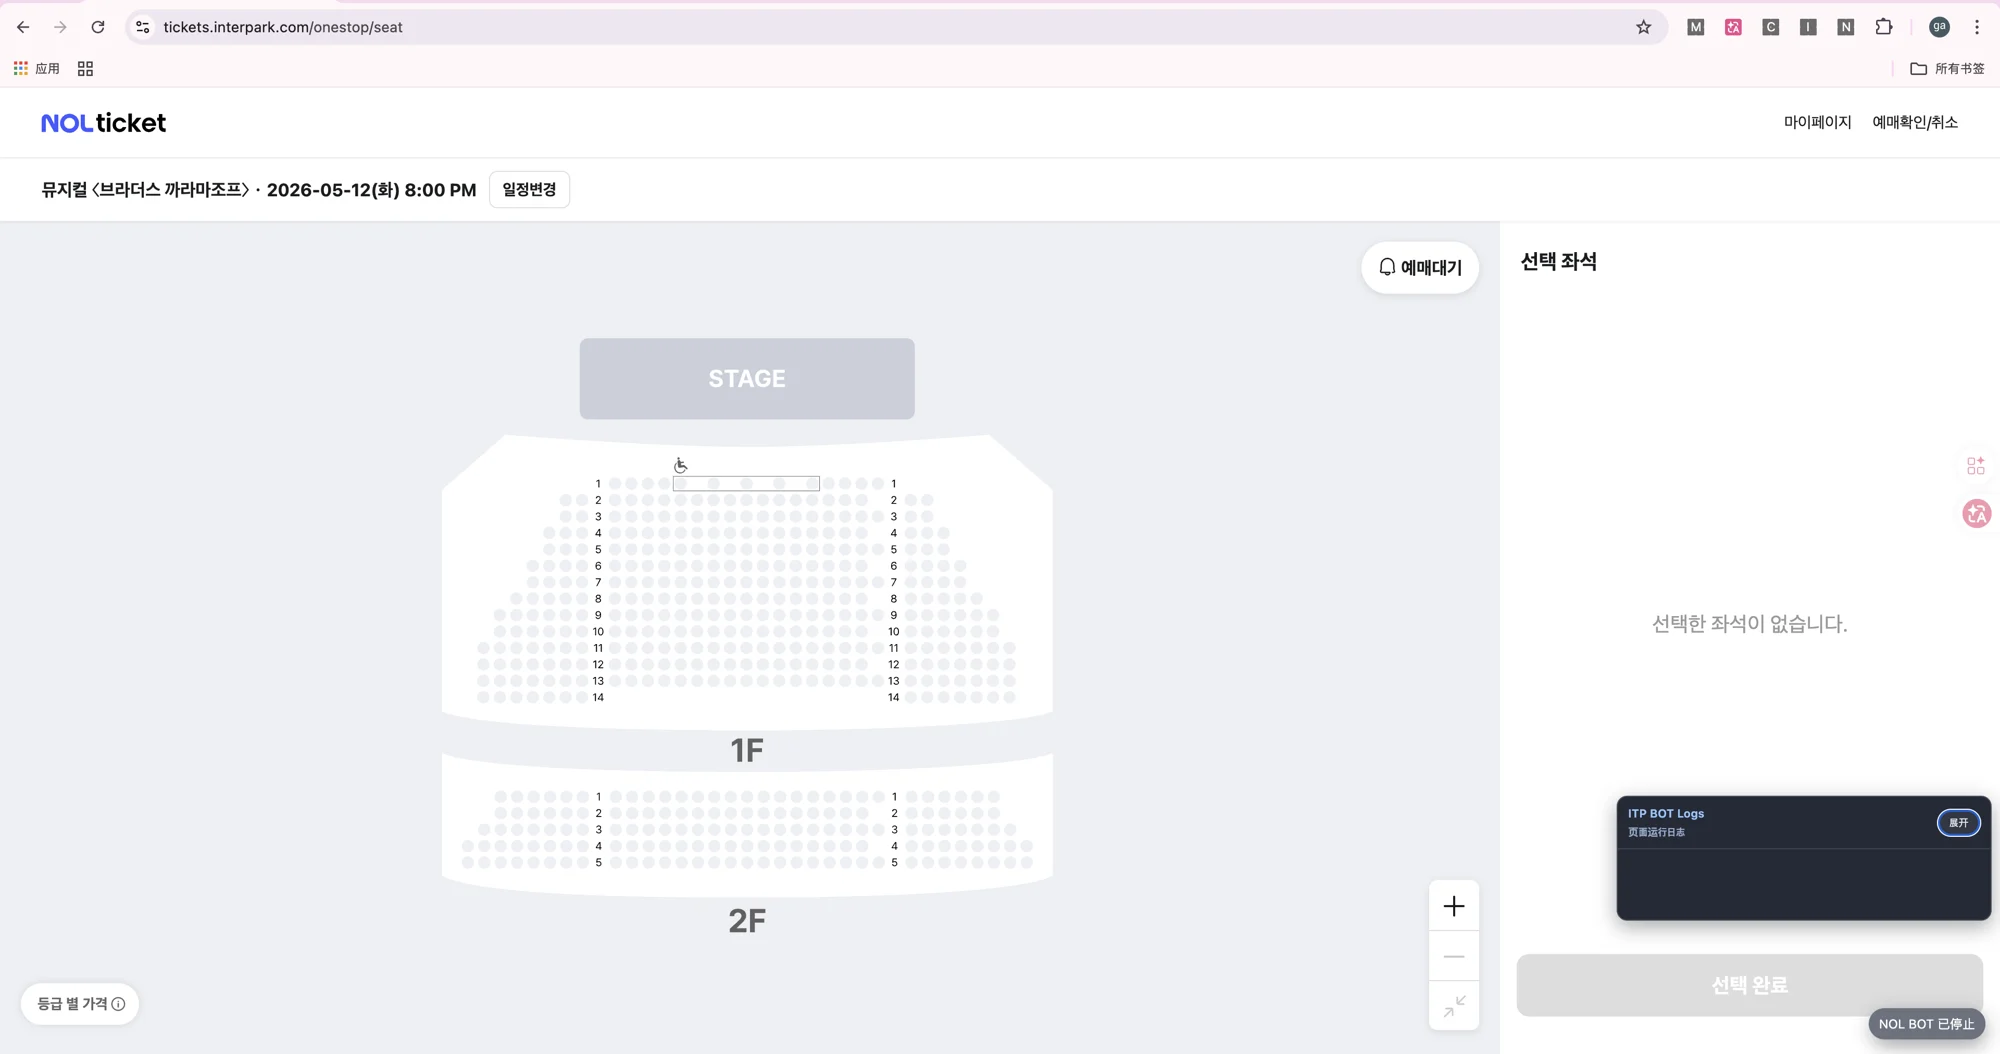 tickets.interpark.com/onestop/seat
M
C
I
N
ga
应用
所有书签
NOL ticket
마이페이지
예매확인/취소
뮤지컬 〈브라더스 까라마조프〉 · 2026-05-12(화) 8:00 PM
일정변경
예매대기
선택 좌석
STAGE
1 1
2 2
3 3
4 4
5 5
6 6
7 7
8 8
9 9
10 10
11 11
12 12
13 13
14 14
1F
1 1
2 2
3 3
4 4
5 5
2F
선택한 좌석이 없습니다.
ITP BOT Logs
页面运行日志
展开
등급 별 가격
선택 완료
NOL BOT 已停止